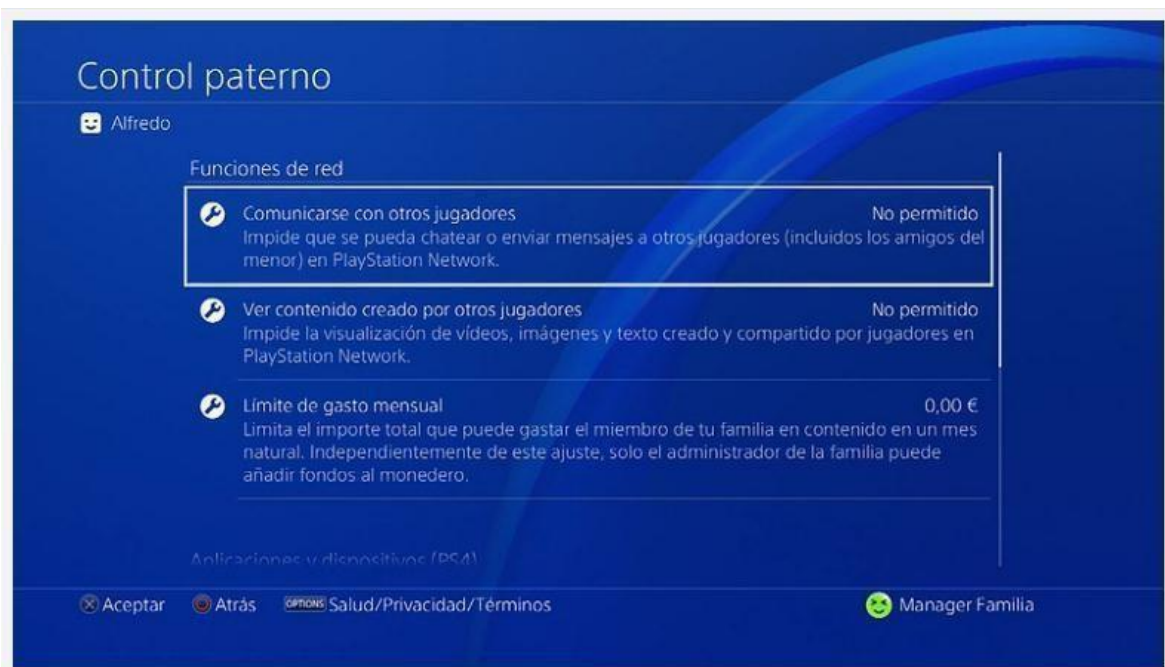 Control paterno
Alfredo
Funciones de red
Comunicarse con otros jugadores No permitido
Impide que se pueda chatear o enviar mensajes a otros jugadores (incluidos los amigos del
menor) en PlayStation Network.
Ver contenido creado por otros jugadores No permitido
Impide la visualización de vídeos, imágenes y texto creado y compartido por jugadores en
PlayStation Network.
Límite de gasto mensual 0,00 €
Limita el importe total que puede gastar el miembro de tu familia en contenido en un mes
natural. Independientemente de este ajuste, solo el administrador de la familia puede
añadir fondos al monedero.
Aplicaciones y dispositivos (PS4)
Aceptar Atrás OPTIONS Salud/Privacidad/Términos Manager Familia